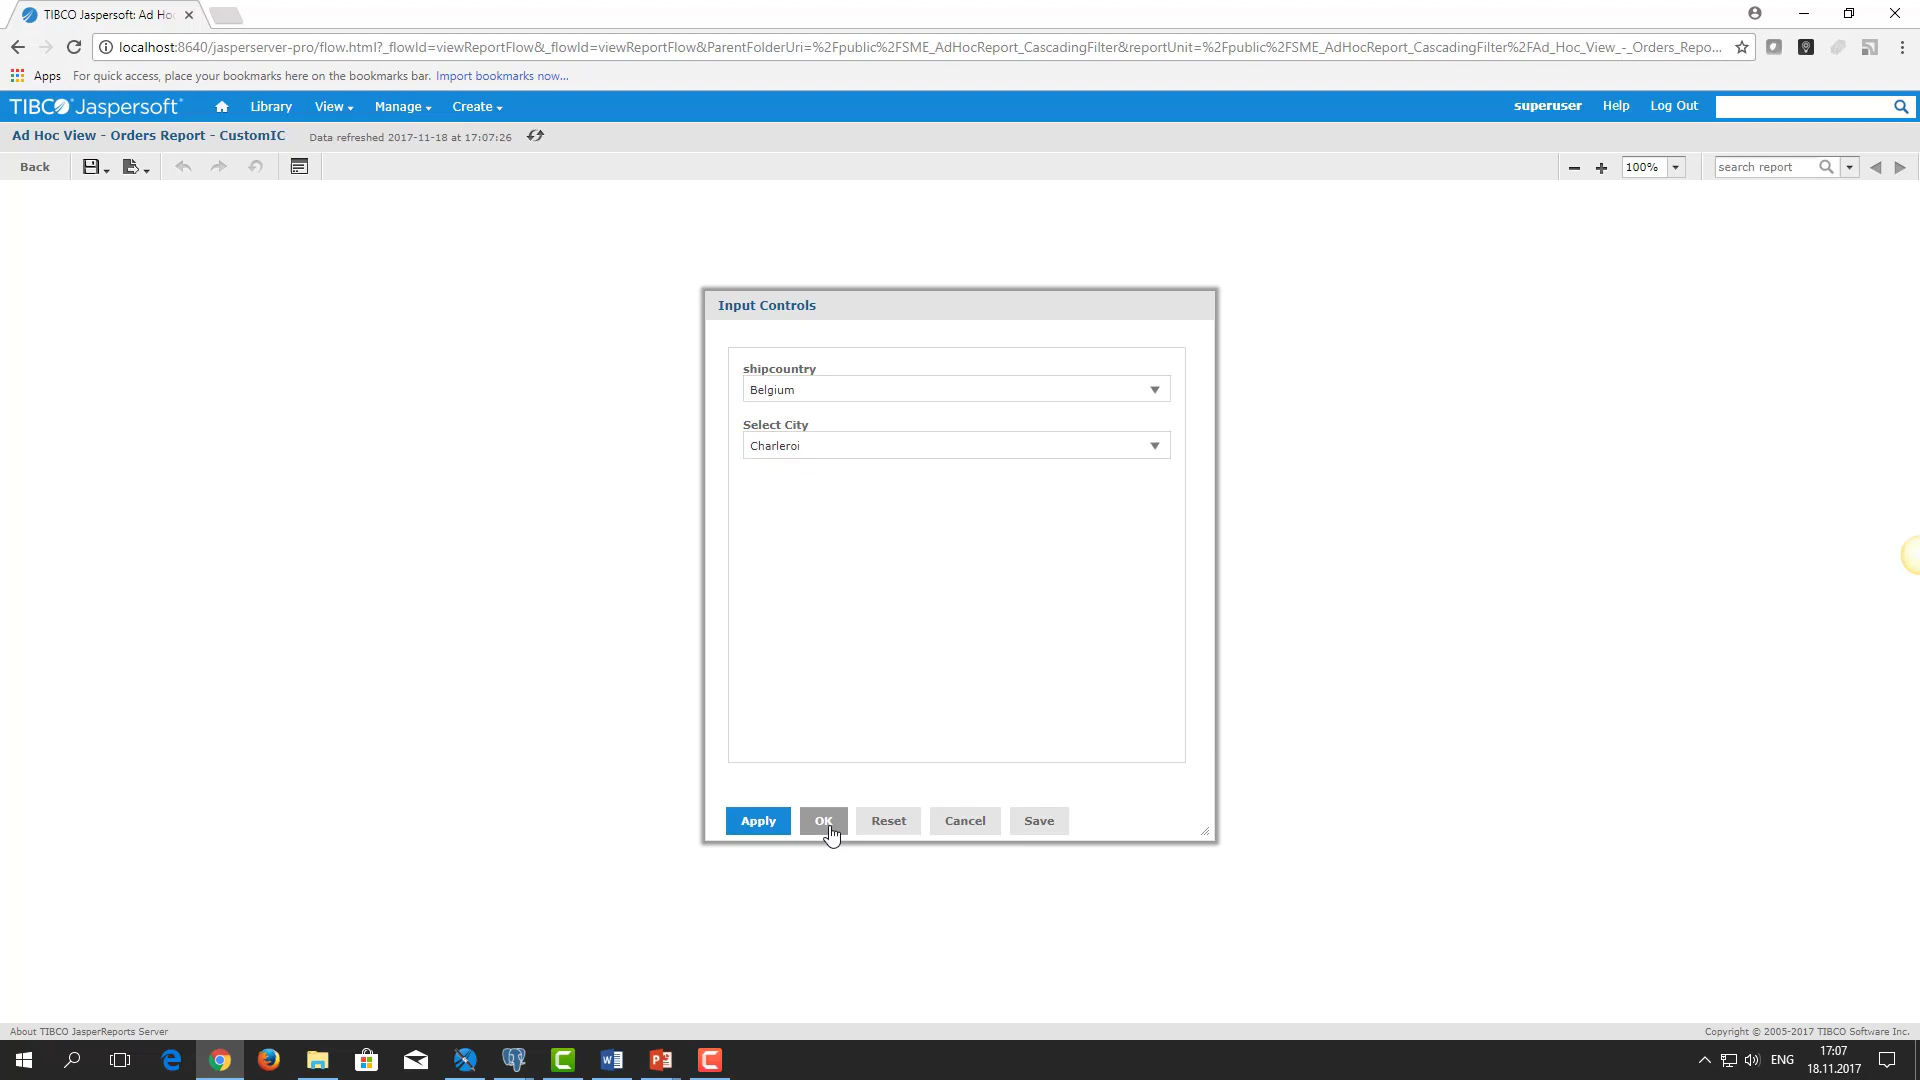 TIBCO Jaspersoft: Ad Ho
localhost:8640/jasperserver-pro/flow.html?_flowId=viewReportFlow&_flowId=viewReportFlow&ParentFolderUri=%2Fpublic%2FSME_AdHocReport_CascadingFilter&reportUnit=%2Fpublic%2FSME_AdHocReport_CascadingFilter%2FAd_Hoc_View_-_Orders_Repo...
Apps For quick access, place your bookmarks here on the bookmarks bar. Import bookmarks now...
TIBCO Jaspersoft Library View Manage Create superuser Help Log Out
Ad Hoc View - Orders Report - CustomIC Data refreshed 2017-11-18 at 17:07:26
Back 100% search report
Input Controls
shipcountry
Belgium
Select City
Charleroi
Apply OK Reset Cancel Save
About TIBCO JasperReports Server Copyright © 2005-2017 TIBCO Software Inc.
ENG 17:07
18.11.2017